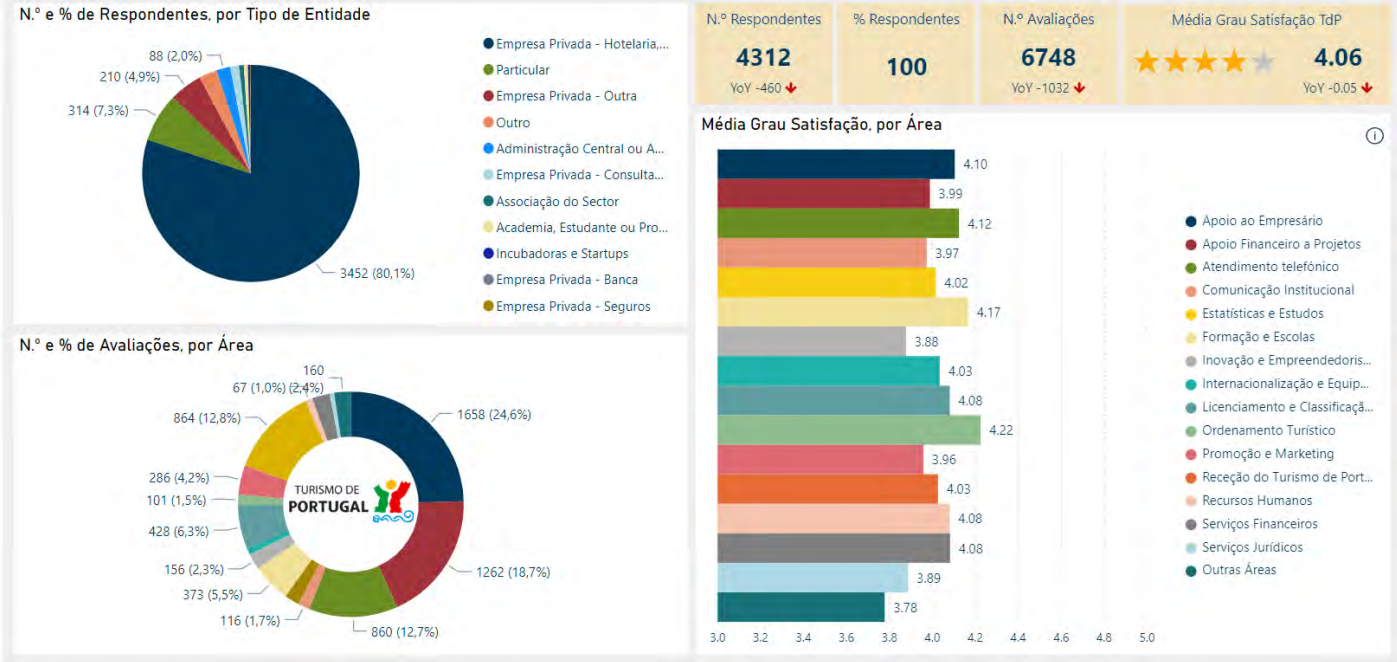 N.º e % de Respondentes, por Tipo de Entidade
88 (2,0%)
210 (4,9%)
314 (7,3%)
3452 (80,1%)
Empresa Privada - Hotelaria,...
Particular
Empresa Privada - Outra
Outro
Administração Central ou A...
Empresa Privada - Consulta...
Associação do Sector
Academia, Estudante ou Pro...
Incubadoras e Startups
Empresa Privada - Banca
Empresa Privada - Seguros
N.º Respondentes
4312
YoY -460
% Respondentes
100
N.º Avaliações
6748
YoY -1032
Média Grau Satisfação TdP
4.06
YoY -0.05
N.º e % de Avaliações, por Área
160
67 (1,0%) (2,4%)
864 (12,8%)
1658 (24,6%)
286 (4,2%)
101 (1,5%)
428 (6,3%)
156 (2,3%)
373 (5,5%)
116 (1,7%)
860 (12,7%)
1262 (18,7%)
TURISMO DE
PORTUGAL
Média Grau Satisfação, por Área
4.10
3.99
4.12
3.97
4.02
4.17
3.88
4.03
4.08
4.22
3.96
4.03
4.08
4.08
3.89
3.78
3.0 3.2 3.4 3.6 3.8 4.0 4.2 4.4 4.6 4.8 5.0
Apoio ao Empresário
Apoio Financeiro a Projetos
Atendimento telefónico
Comunicação Institucional
Estatísticas e Estudos
Formação e Escolas
Inovação e Empreendedoris...
Internacionalização e Equip...
Licenciamento e Classificaçã...
Ordenamento Turístico
Promoção e Marketing
Receção do Turismo de Port...
Recursos Humanos
Serviços Financeiros
Serviços Jurídicos
Outras Áreas